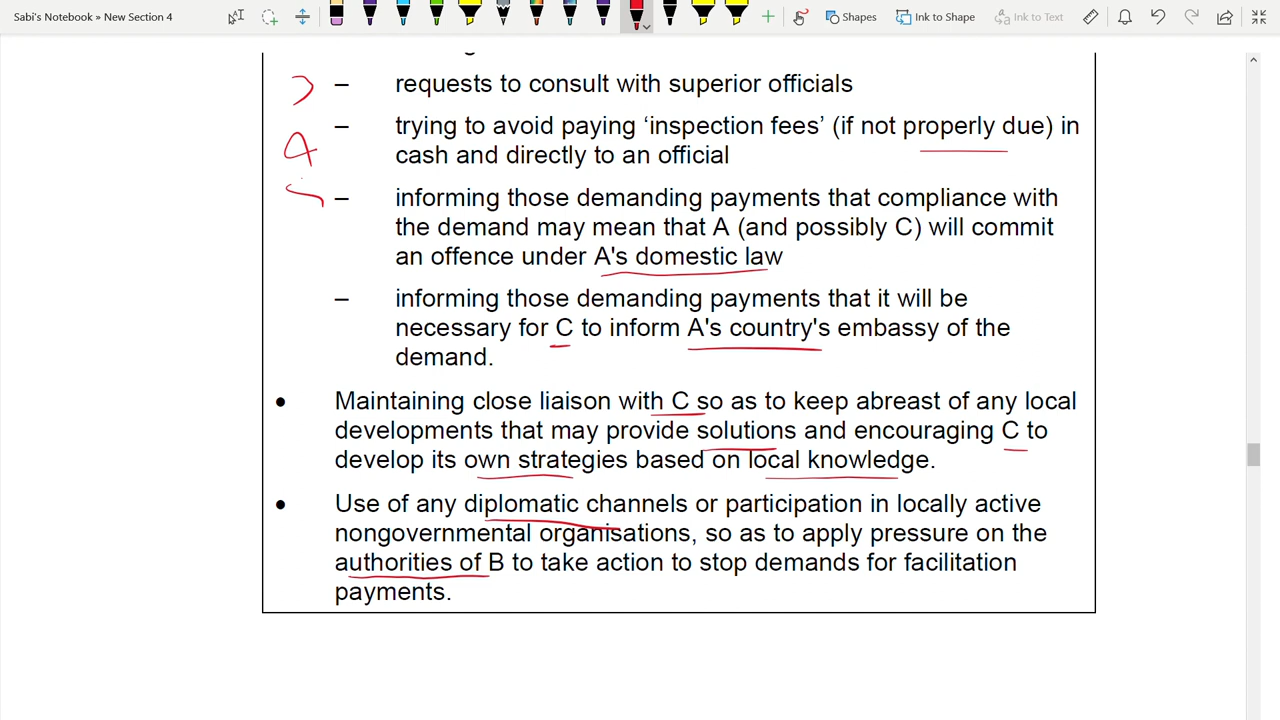 Sabi's Notebook » New Section 4
Shapes
Ink to Shape
Ink to Text
3 – requests to consult with superior officials
4 – trying to avoid paying ‘inspection fees’ (if not properly due) in
cash and directly to an official
– informing those demanding payments that compliance with
the demand may mean that A (and possibly C) will commit
an offence under A's domestic law
– informing those demanding payments that it will be
necessary for C to inform A's country's embassy of the
demand.
• Maintaining close liaison with C so as to keep abreast of any local
developments that may provide solutions and encouraging C to
develop its own strategies based on local knowledge.
• Use of any diplomatic channels or participation in locally active
nongovernmental organisations, so as to apply pressure on the
authorities of B to take action to stop demands for facilitation
payments.